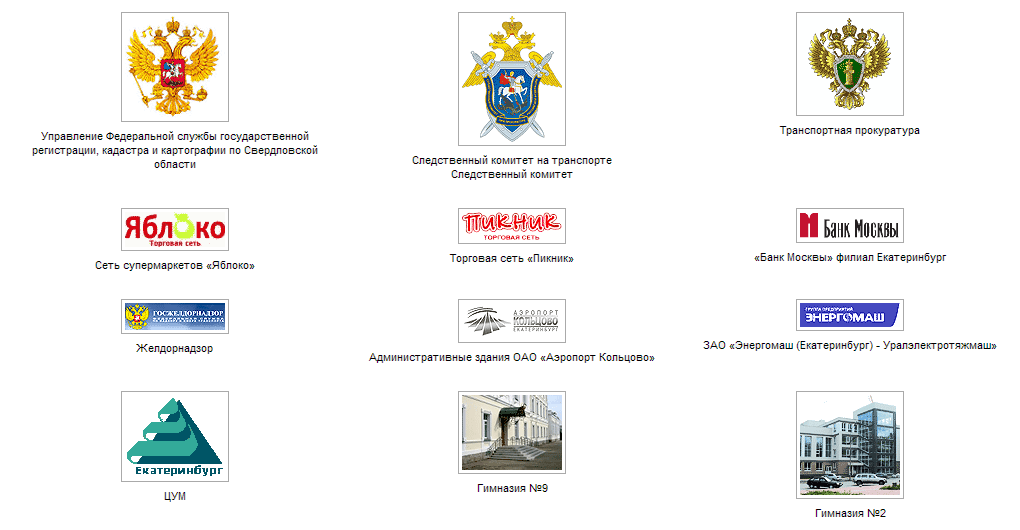 Управление Федеральной службы государственной
регистрации, кадастра и картографии по Свердловской
области
Следственный комитет на транспорте
Следственный комитет
Транспортная прокуратура
Яблоко
Торговая сеть
Сеть супермаркетов «Яблоко»
Пикник
ТОРГОВАЯ СЕТЬ
Торговая сеть «Пикник»
Банк Москвы
«Банк Москвы» филиал Екатеринбург
ГОСЖЕЛДОРНАДЗОР
Желдорнадзор
АЭРОПОРТ
КОЛЬЦОВО
ЕКАТЕРИНБУРГ
Административные здания ОАО «Аэропорт Кольцово»
ГРУППА ПРЕДПРИЯТИЙ
ЭНЕРГОМАШ
ЗАО «Энергомаш (Екатеринбург) - Уралэлектротяжмаш»
Екатеринбург
ЦУМ
Гимназия №9
Гимназия №2